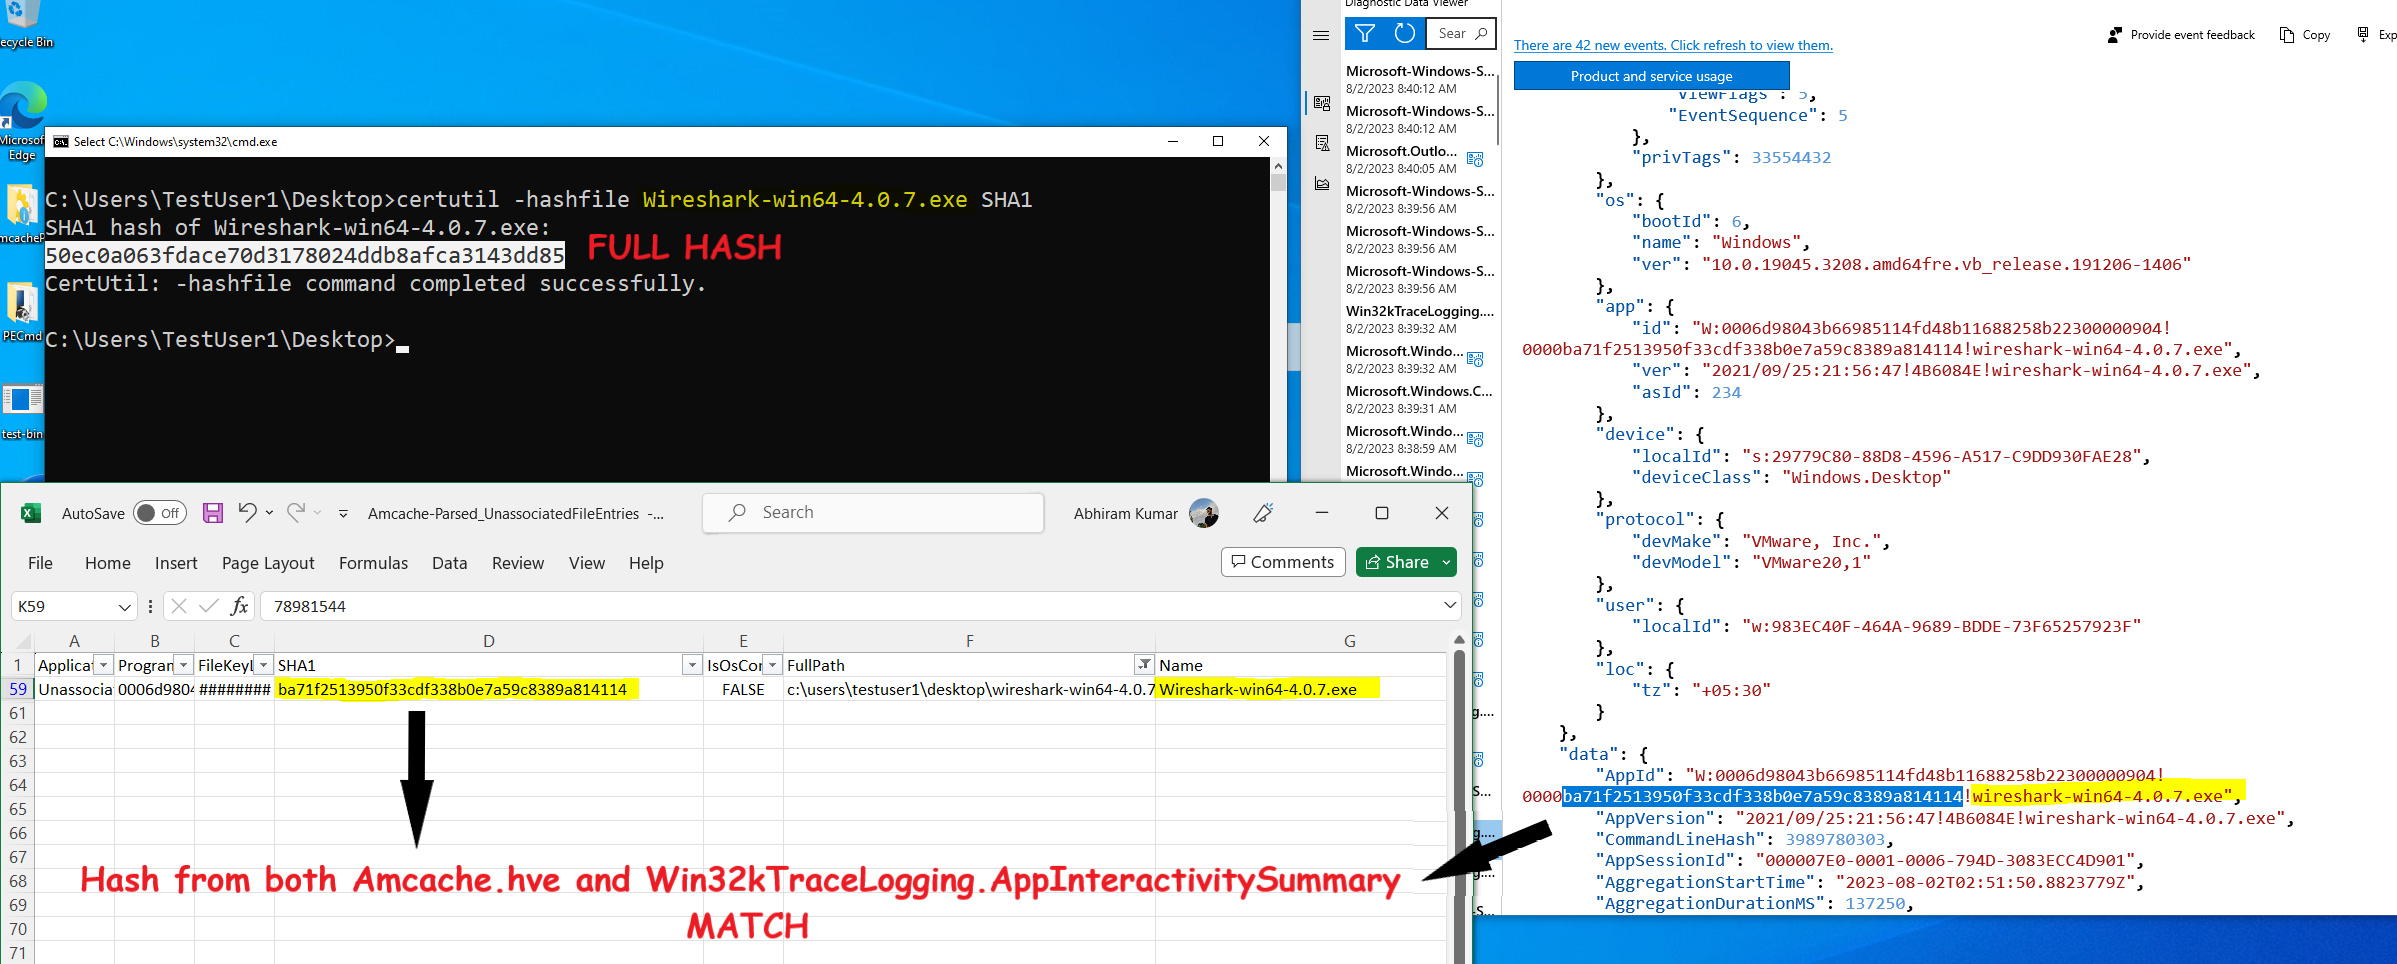 ecycle Bin
Microsof
Edge
mcacheP
PECmd
test-bin
Select C:\Windows\system32\cmd.exe
C:\Users\TestUser1\Desktop>certutil -hashfile Wireshark-win64-4.0.7.exe SHA1
SHA1 hash of Wireshark-win64-4.0.7.exe:
50ec0a063fdace70d3178024ddb8afca3143dd85
FULL HASH
CertUtil: -hashfile command completed successfully.
C:\Users\TestUser1\Desktop>
Diagnostic Data Viewer
Sear
Microsoft-Windows-S...
8/2/2023 8:40:12 AM
Microsoft-Windows-S...
8/2/2023 8:40:12 AM
Microsoft.Outlo...
8/2/2023 8:40:05 AM
Microsoft-Windows-S...
8/2/2023 8:39:56 AM
Microsoft-Windows-S...
8/2/2023 8:39:56 AM
Microsoft-Windows-S...
8/2/2023 8:39:56 AM
Win32kTraceLogging....
8/2/2023 8:39:32 AM
Microsoft.Windo...
8/2/2023 8:39:32 AM
Microsoft.Windows.C...
8/2/2023 8:39:31 AM
Microsoft.Windo...
8/2/2023 8:38:59 AM
Microsoft.Windo...
g....
S...
g....
g....
-S...
There are 42 new events. Click refresh to view them.
Provide event feedback
Copy
Exp
Product and service usage
"ViewFlags": 5,
"EventSequence": 5
},
"privTags": 33554432
},
"os": {
"bootId": 6,
"name": "Windows",
"ver": "10.0.19045.3208.amd64fre.vb_release.191206-1406"
},
"app": {
"id": "W:0006d98043b66985114fd48b11688258b22300000904!
0000ba71f2513950f33cdf338b0e7a59c8389a814114!wireshark-win64-4.0.7.exe",
"ver": "2021/09/25:21:56:47!4B6084E!wireshark-win64-4.0.7.exe",
"asId": 234
},
"device": {
"localId": "s:29779C80-88D8-4596-A517-C9DD930FAE28",
"deviceClass": "Windows.Desktop"
},
"protocol": {
"devMake": "VMware, Inc.",
"devModel": "VMware20,1"
},
"user": {
"localId": "w:983EC40F-464A-9689-BDDE-73F65257923F"
},
"loc": {
"tz": "+05:30"
}
},
"data": {
"AppId": "W:0006d98043b66985114fd48b11688258b22300000904!
0000ba71f2513950f33cdf338b0e7a59c8389a814114!wireshark-win64-4.0.7.exe",
"AppVersion": "2021/09/25:21:56:47!4B6084E!wireshark-win64-4.0.7.exe",
"CommandLineHash": 3989780303,
"AppSessionId": "000007E0-0001-0006-794D-3083ECC4D901",
"AggregationStartTime": "2023-08-02T02:51:50.8823779Z",
"AggregationDurationMS": 137250,
AutoSave Off Amcache-Parsed_UnassociatedFileEntries -... Search Abhiram Kumar
File Home Insert Page Layout Formulas Data Review View Help Comments Share
K59 fx 78981544
A B C D E F G
1 Applicat Program FileKeyL SHA1 IsOsCor FullPath Name
59 Unassocia 0006d9804 ######## ba71f2513950f33cdf338b0e7a59c8389a814114 FALSE c:\users\testuser1\desktop\wireshark-win64-4.0.7 Wireshark-win64-4.0.7.exe
61
62
63
64
65
66
67
68
69
70
71
Hash from both Amcache.hve and Win32kTraceLogging.AppInteractivitySummary
MATCH